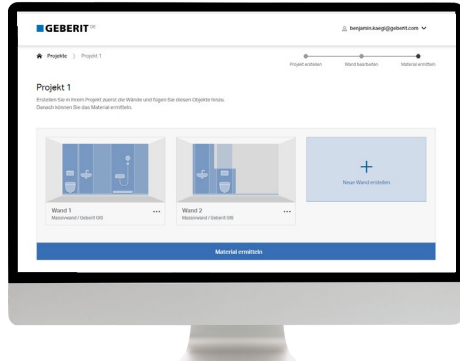 GEBERIT
benjamin.kaegi@geberit.com
Projekte > Projekt 1
Projekt erstellen Wand bearbeiten Material ermitteln
Projekt 1
Erstellen Sie in Ihrem Projekt zuerst die Wände und fügen Sie diesen Objekte hinzu.
Danach können Sie das Material ermitteln.
Wand 1
Massivwand / Geberit GIS
Wand 2
Massivwand / Geberit GIS
Neue Wand erstellen
Material ermitteln